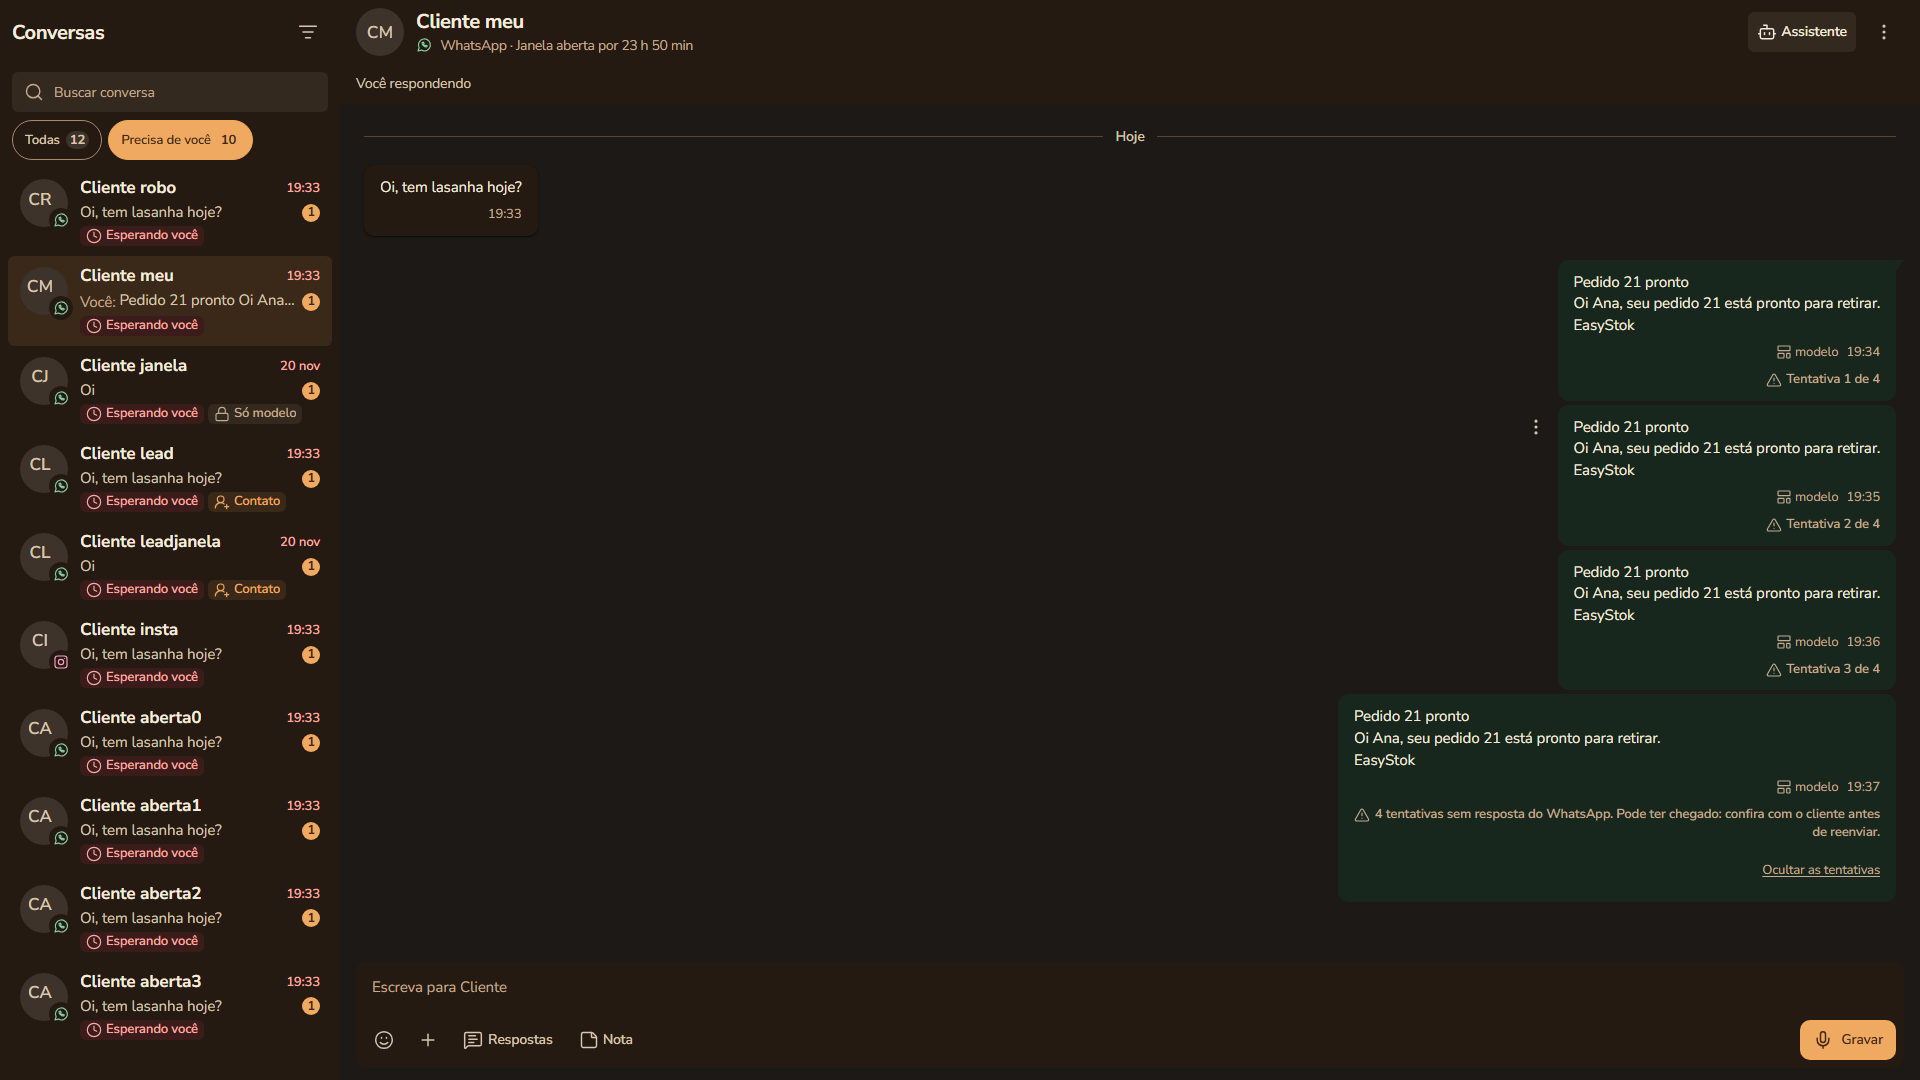 Conversas
Buscar conversa
Todas 12
Precisa de você 10
CR
Cliente robo
19:33
Oi, tem lasanha hoje?
1
Esperando você
CM
Cliente meu
19:33
Você: Pedido 21 pronto Oi Ana...
1
Esperando você
CJ
Cliente janela
20 nov
Oi
1
Esperando você
Só modelo
CL
Cliente lead
19:33
Oi, tem lasanha hoje?
1
Esperando você
Contato
CL
Cliente leadjanela
20 nov
Oi
1
Esperando você
Contato
CI
Cliente insta
19:33
Oi, tem lasanha hoje?
1
Esperando você
CA
Cliente aberta0
19:33
Oi, tem lasanha hoje?
1
Esperando você
CA
Cliente aberta1
19:33
Oi, tem lasanha hoje?
1
Esperando você
CA
Cliente aberta2
19:33
Oi, tem lasanha hoje?
1
Esperando você
CA
Cliente aberta3
19:33
Oi, tem lasanha hoje?
1
Esperando você
CM
Cliente meu
WhatsApp · Janela aberta por 23 h 50 min
Assistente
Você respondendo
Hoje
Oi, tem lasanha hoje?
19:33
Pedido 21 pronto
Oi Ana, seu pedido 21 está pronto para retirar.
EasyStok
modelo 19:34
Tentativa 1 de 4
Pedido 21 pronto
Oi Ana, seu pedido 21 está pronto para retirar.
EasyStok
modelo 19:35
Tentativa 2 de 4
Pedido 21 pronto
Oi Ana, seu pedido 21 está pronto para retirar.
EasyStok
modelo 19:36
Tentativa 3 de 4
Pedido 21 pronto
Oi Ana, seu pedido 21 está pronto para retirar.
EasyStok
modelo 19:37
4 tentativas sem resposta do WhatsApp. Pode ter chegado: confira com o cliente antes
de reenviar.
Ocultar as tentativas
Escreva para Cliente
Respostas
Nota
Gravar